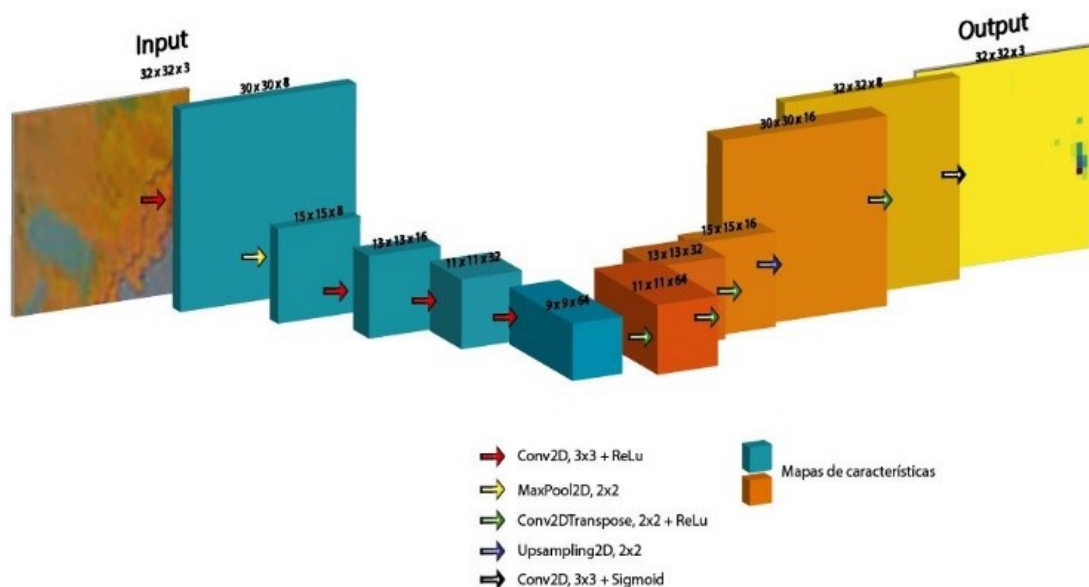 Input
32 x 32 x 3
30 x 30 x 8
15 x 15 x 8
13 x 13 x 16
11 x 11 x 32
9 x 9 x 64
11 x 11 x 64
13 x 13 x 32
15 x 15 x 16
30 x 30 x 16
32 x 32 x 8
Output
32 x 32 x 3
Conv2D, 3x3 + ReLu
MaxPool2D, 2x2
Conv2DTranspose, 2x2 + ReLu
Upsampling2D, 2x2
Conv2D, 3x3 + Sigmoid
Mapas de característícas